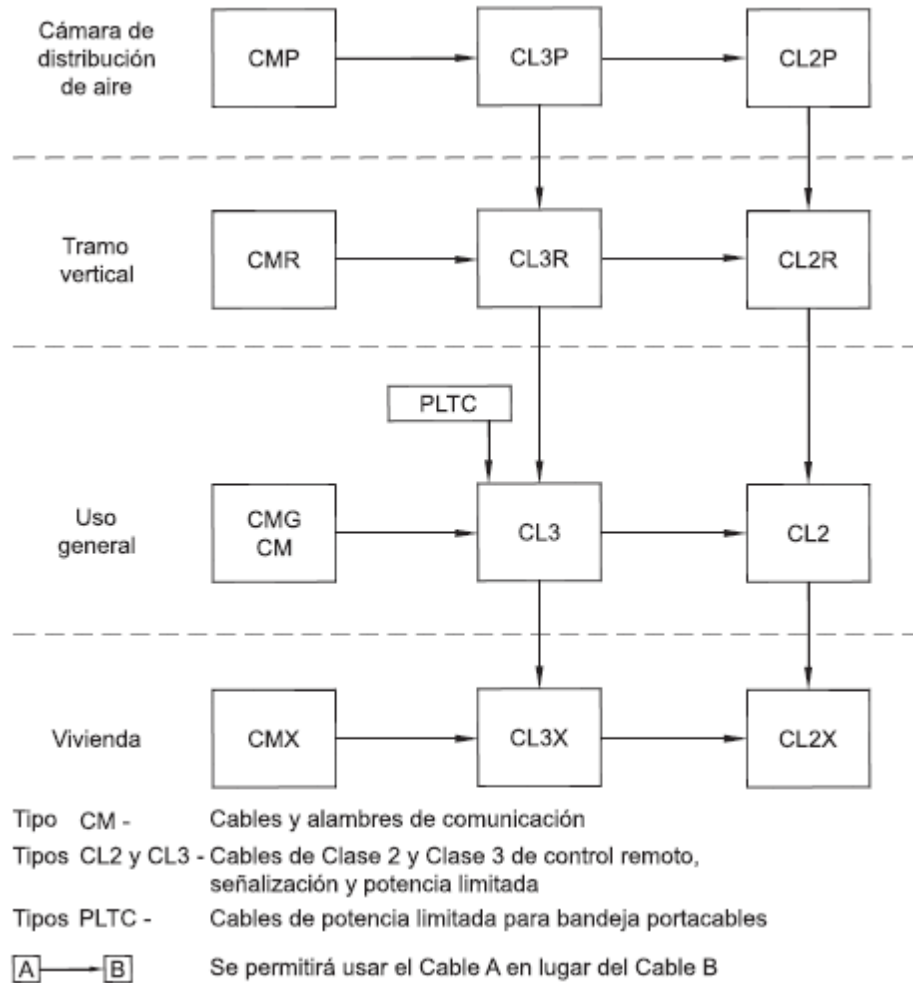 Cámara de
distribución
de aire
CMP
CL3P
CL2P
Tramo
vertical
CMR
CL3R
CL2R
PLTC
Uso
general
CMG
CM
CL3
CL2
Vivienda
CMX
CL3X
CL2X
Tipo CM - Cables y alambres de comunicación
Tipos CL2 y CL3 - Cables de Clase 2 y Clase 3 de control remoto,
señalización y potencia limitada
Tipos PLTC - Cables de potencia limitada para bandeja portacables
A B Se permitirá usar el Cable A en lugar del Cable B